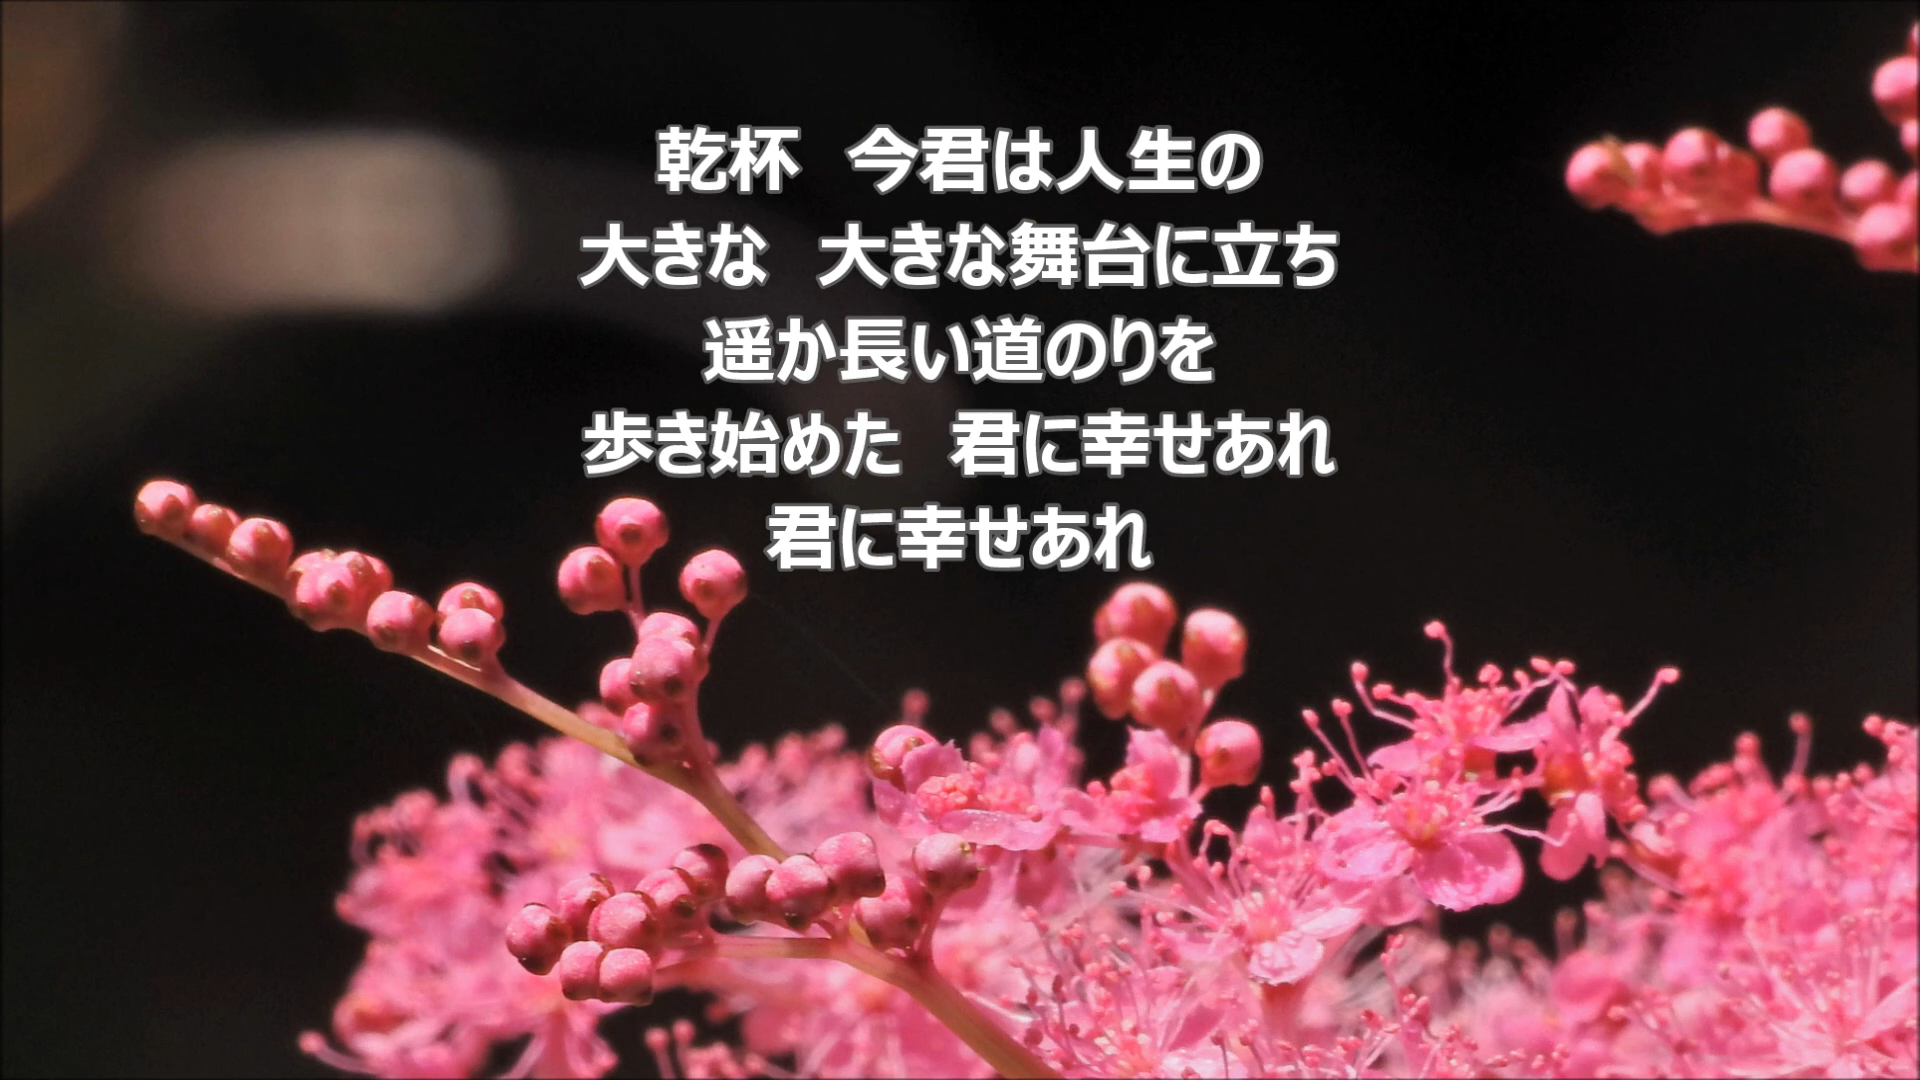 乾杯　今君は人生の
大きな　大きな舞台に立ち
遥か長い道のりを
歩き始めた　君に幸せあれ
君に幸せあれ